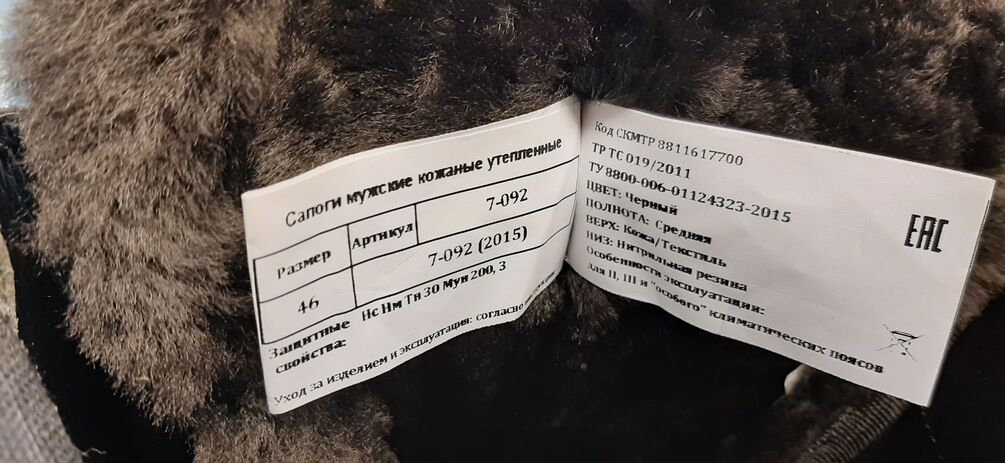 Сапоги мужские кожаные утепленные
Размер Артикул 7-092
46 7-092 (2015)
Защитные свойства: Нс Нм Тн 30 Мун 200, З
Уход за изделием и эксплуатация: согласно
Код СКМТР 8811617700
ТР ТС 019/2011
ТУ 8800-006-01124323-2015
ЦВЕТ: Черный
ПОЛНОТА: Средняя
ВЕРХ: Кожа/Текстиль
НИЗ: Нитрильная резина
Особенности эксплуатации:
для II, III и "особого" климатических поясов
EAC